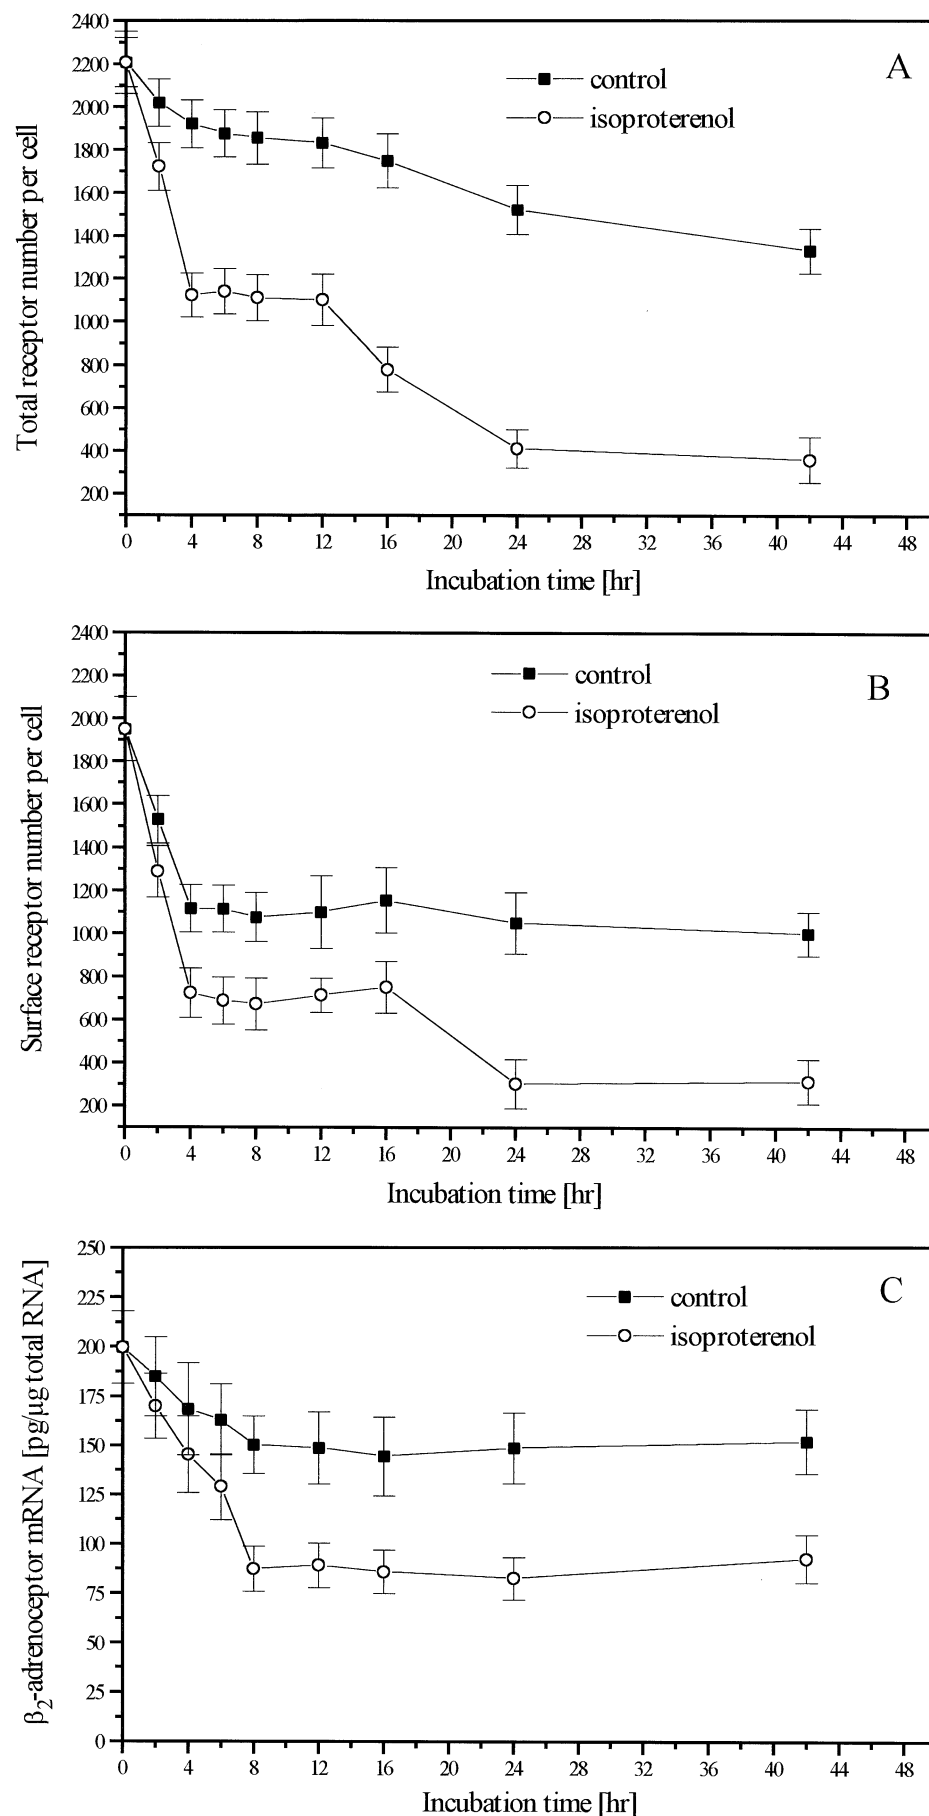 A
control
isoproterenol
2400
2200
2000
1800
1600
1400
1200
1000
800
600
400
200
Total receptor number per cell
0 4 8 12 16 20 24 28 32 36 40 44 48
Incubation time [hr]
B
control
isoproterenol
2400
2200
2000
1800
1600
1400
1200
1000
800
600
400
200
Surface receptor number per cell
0 4 8 12 16 20 24 28 32 36 40 44 48
Incubation time [hr]
C
control
isoproterenol
250
225
200
175
150
125
100
75
50
25
0
β₂-adrenoceptor mRNA [pg/μg total RNA]
0 4 8 12 16 20 24 28 32 36 40 44 48
Incubation time [hr]